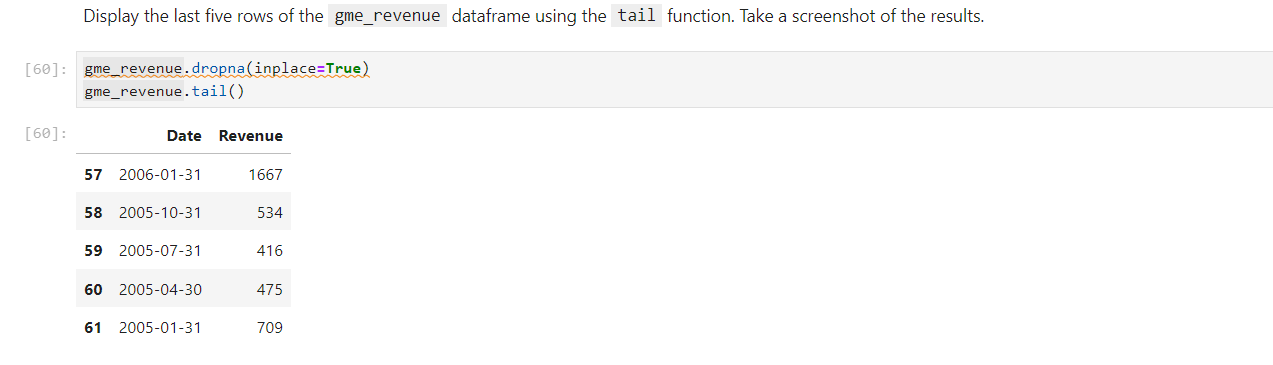 Display the last five rows of the gme_revenue dataframe using the tail function. Take a screenshot of the results.
[60]: gme_revenue.dropna(inplace=True)
gme_revenue.tail()
[60]:
Date Revenue
57 2006-01-31 1667
58 2005-10-31 534
59 2005-07-31 416
60 2005-04-30 475
61 2005-01-31 709